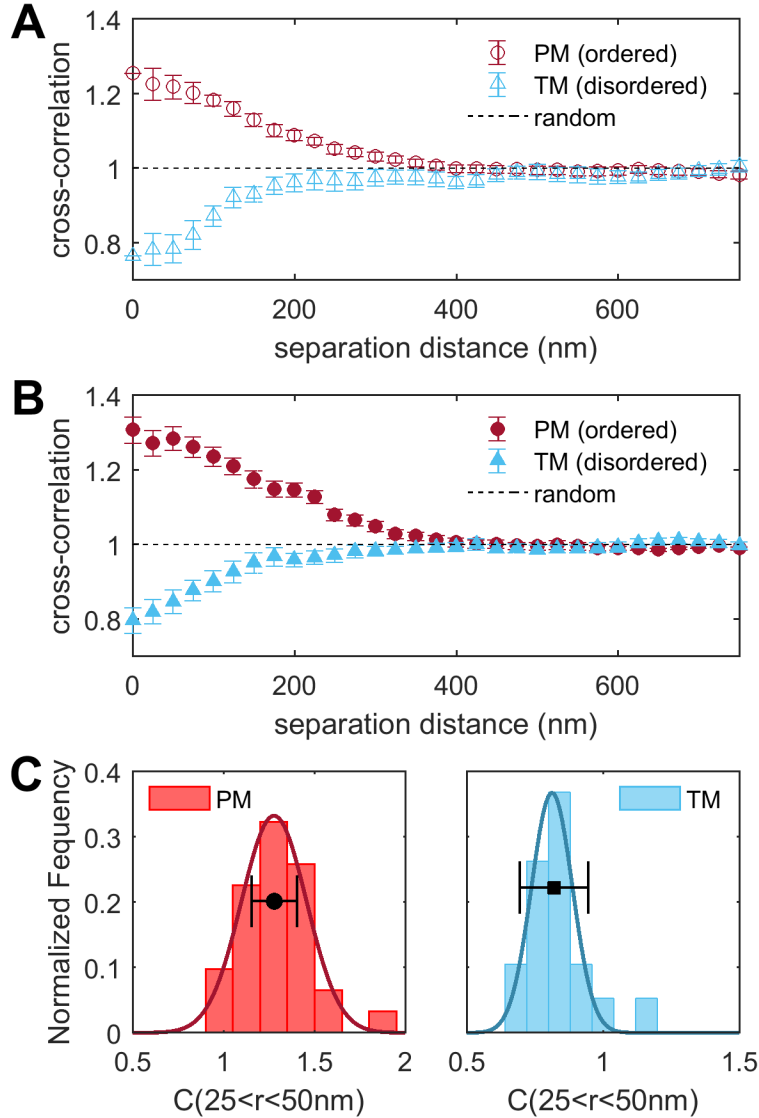 A
1.4
1.2
1
0.8
cross-correlation
PM (ordered)
TM (disordered)
random
0
200
400
600
separation distance (nm)
B
1.4
1.2
1
0.8
cross-correlation
PM (ordered)
TM (disordered)
random
0
200
400
600
separation distance (nm)
C
0.4
0.3
0.2
0.1
0
Normalized Fequency
PM
0.5
1
1.5
2
C(25<r<50nm)
TM
0.5
1
1.5
C(25<r<50nm)